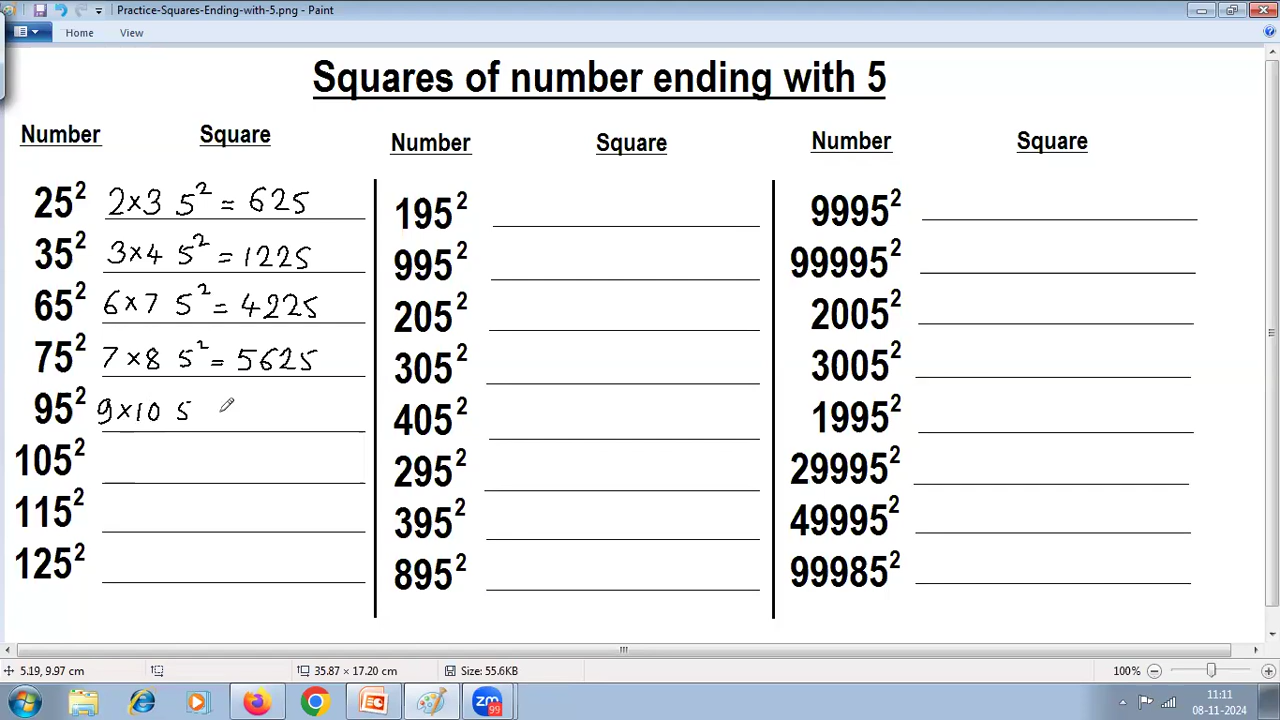 Practice-Squares-Ending-with-5.png - Paint
Home View
Squares of number ending with 5
Number Square
25² 2×3 5² = 625
35² 3×4 5² = 1225
65² 6×7 5² = 4225
75² 7×8 5² = 5625
95² 9×10 5
105²
115²
125²
Number Square
195²
995²
205²
305²
405²
295²
395²
895²
Number Square
9995²
99995²
2005²
3005²
1995²
29995²
49995²
99985²
5.19, 9.97 cm 35.87 × 17.20 cm Size: 55.6KB 100%
zm
99
11:11
08-11-2024